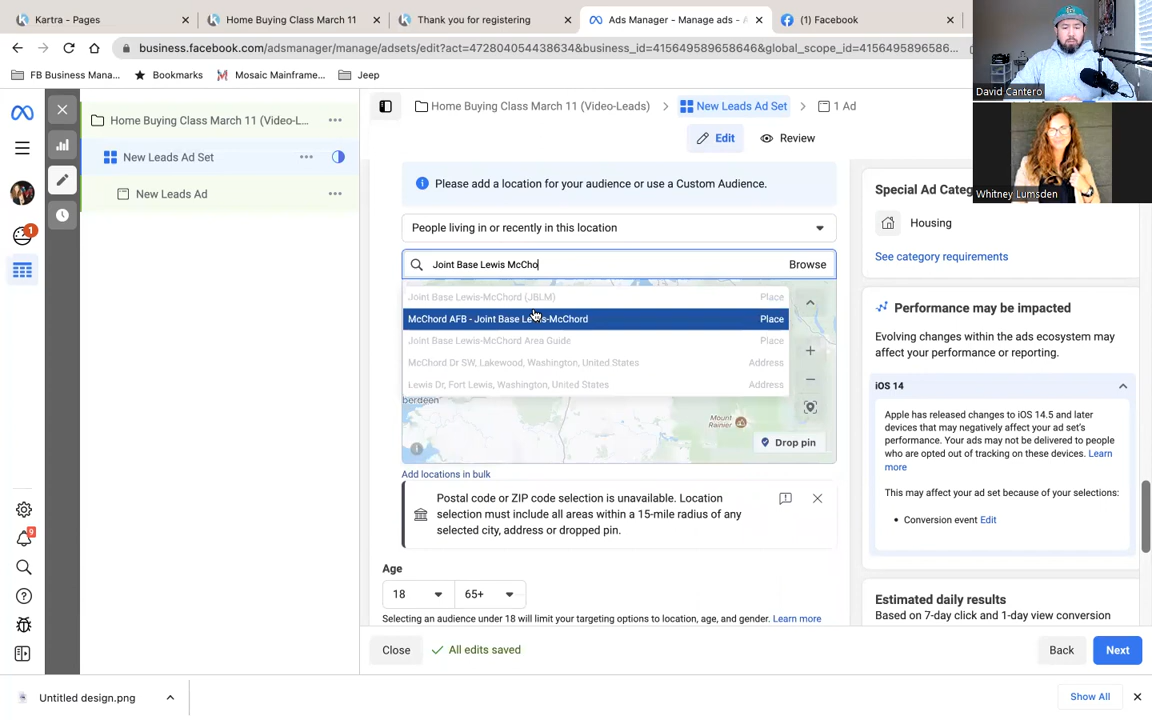 Kartra - Pages
Home Buying Class March 11
Thank you for registering
Ads Manager - Manage ads - A
(1) Facebook
business.facebook.com/adsmanager/manage/adsets/edit?act=472804054438634&business_id=415649589658646&global_scope_id=4156495896586...
FB Business Mana...
Bookmarks
Mosaic Mainframe...
Jeep
David Cantero
Whitney Lumsden
Home Buying Class March 11 (Video-L...
New Leads Ad Set
New Leads Ad
1
9
Home Buying Class March 11 (Video-Leads)
New Leads Ad Set
1 Ad
Edit
Review
Please add a location for your audience or use a Custom Audience.
People living in or recently in this location
Joint Base Lewis McCho
Browse
Joint Base Lewis-McChord (JBLM) Place
McChord AFB - Joint Base Lewis-McChord Place
Joint Base Lewis-McChord Area Guide Place
McChord Dr SW, Lakewood, Washington, United States Address
Lewis Dr, Fort Lewis, Washington, United States Address
berdeen
Mount
Rainier
Drop pin
Add locations in bulk
Postal code or ZIP code selection is unavailable. Location
selection must include all areas within a 15-mile radius of any
selected city, address or dropped pin.
Age
18
65+
Selecting an audience under 18 will limit your targeting options to location, age, and gender. Learn more
Close
All edits saved
Back
Next
Special Ad Categ
Housing
See category requirements
Performance may be impacted
Evolving changes within the ads ecosystem may
affect your performance or reporting.
iOS 14
Apple has released changes to iOS 14.5 and later
devices that may negatively affect your ad set's
performance. Your ads may not be delivered to people
who are opted out of tracking on these devices. Learn
more
This may affect your ad set because of your selections:
• Conversion event Edit
Estimated daily results
Based on 7-day click and 1-day view conversion
Untitled design.png
Show All